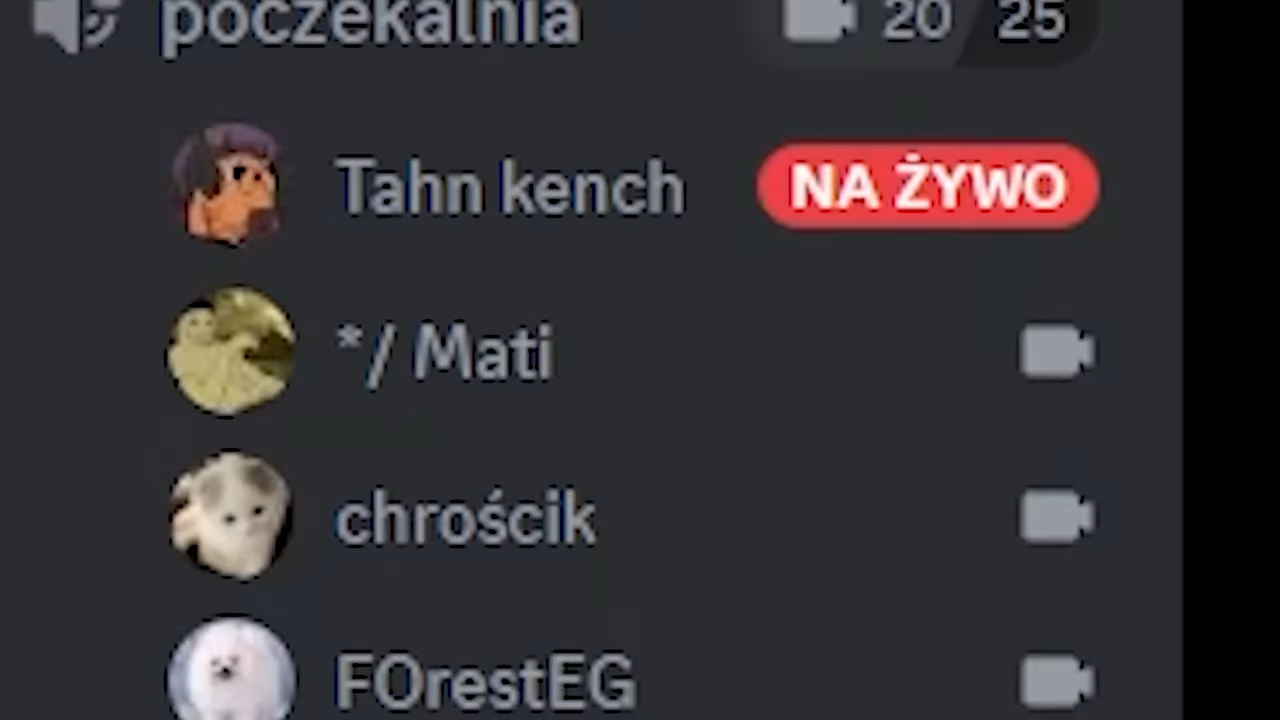 poczekalnia 20 25
Tahn kench NA ŻYWO
*/ Mati
chrościk
FOrestEG